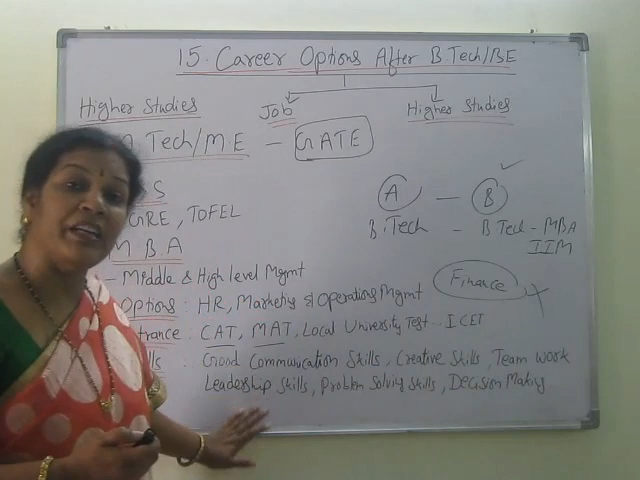 15. Career Options After B.Tech/BE
Higher Studies
Job
Higher Studies
Tech/M.E - GATE
S
GRE, TOFEL
M B A
- Middle & High level Mgmt
Options : HR, Marketing & Operations Mgmt
trance : CAT, MAT, Local University Test... ICET
: Good Communication Skills, Creative Skills, Team Work
Leadership Skills, Problem Solving Skills, Decision Making
A - B
B.Tech - B Tech - MBA
IIM
Finance